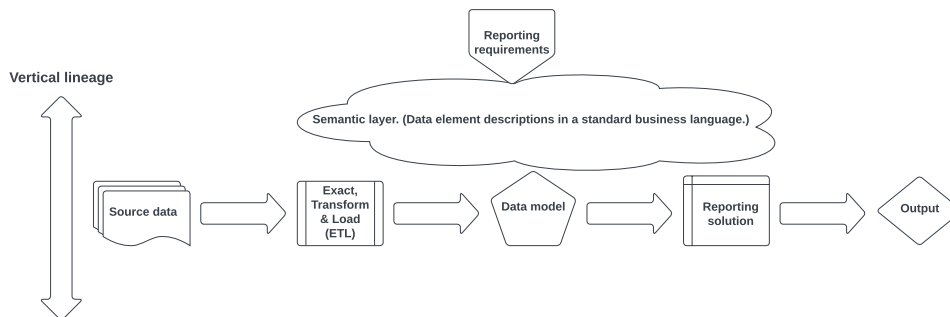 Reporting
requirements
Vertical lineage
Semantic layer. (Data element descriptions in a standard business language.)
Source data
Exact,
Transform
& Load
(ETL)
Data model
Reporting
solution
Output